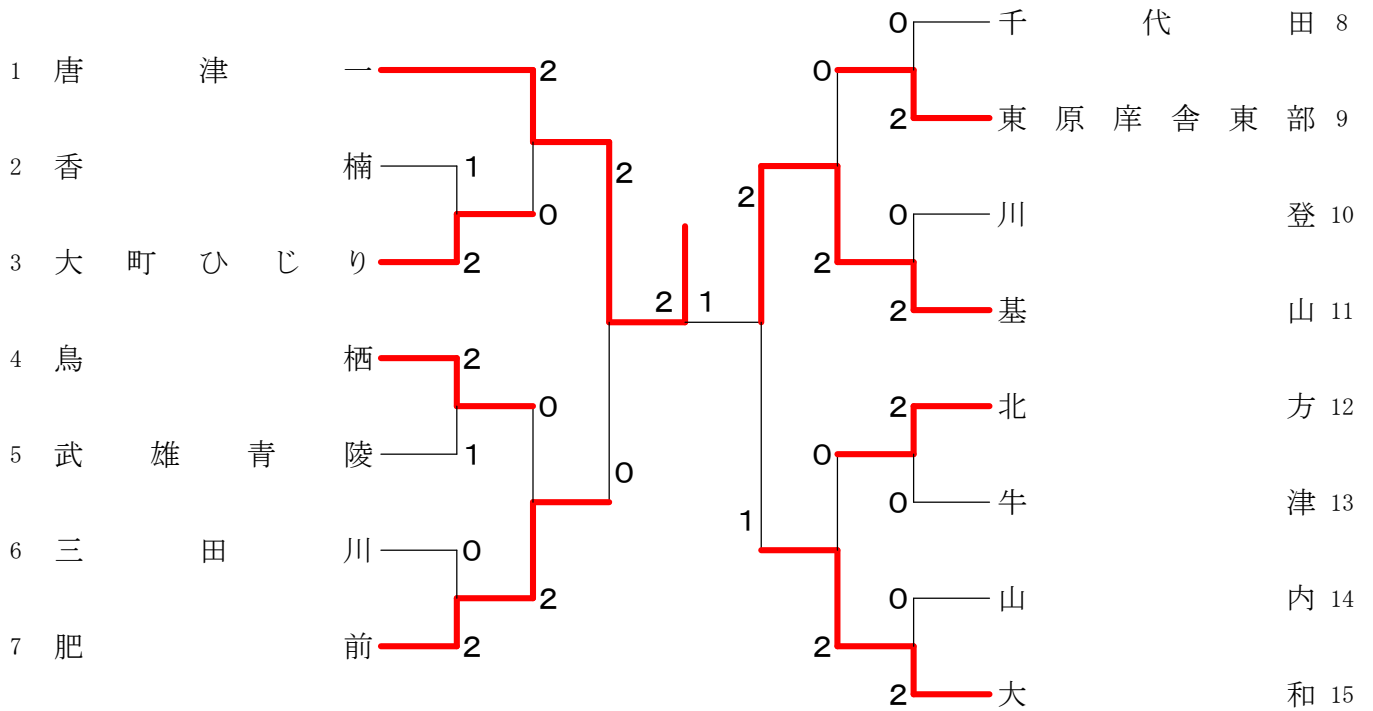 1 唐津一
2
2 香楠 1
2
0
3 大町ひじり 2
4 鳥栖 2
0
5 武雄青陵 1
0
6 三田川 0
2
7 肥前 2
2 1
0 千代田 8
0
2 東原庠舎東部 9
2
0 川登 10
2
2 基山 11
2 北方 12
0
0 牛津 13
1
0 山内 14
2
2 大和 15